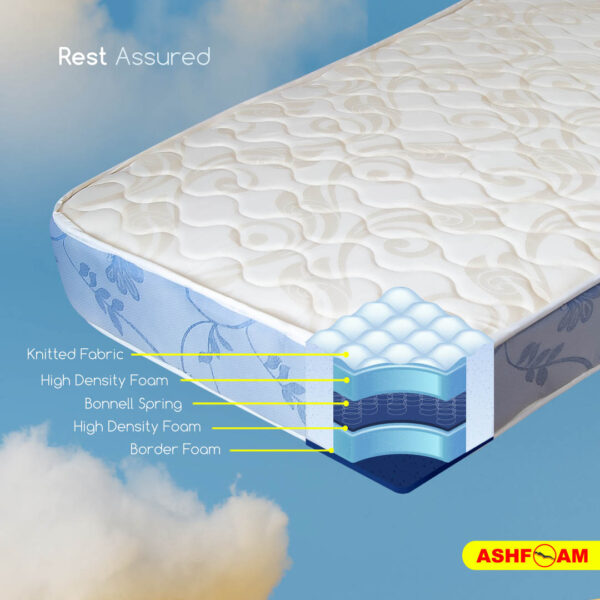 Rest Assured
Knitted Fabric
High Density Foam
Bonnell Spring
High Density Foam
Border Foam
ASHFOAM